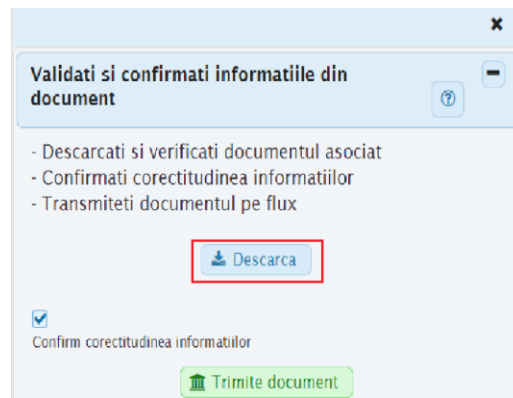 Validati si confirmati informatiile din
document
- Descarcati si verificati documentul asociat
- Confirmati corectitudinea informatiilor
- Transmiteti documentul pe flux
Descarca
Confirm corectitudinea informatiilor
Trimite document